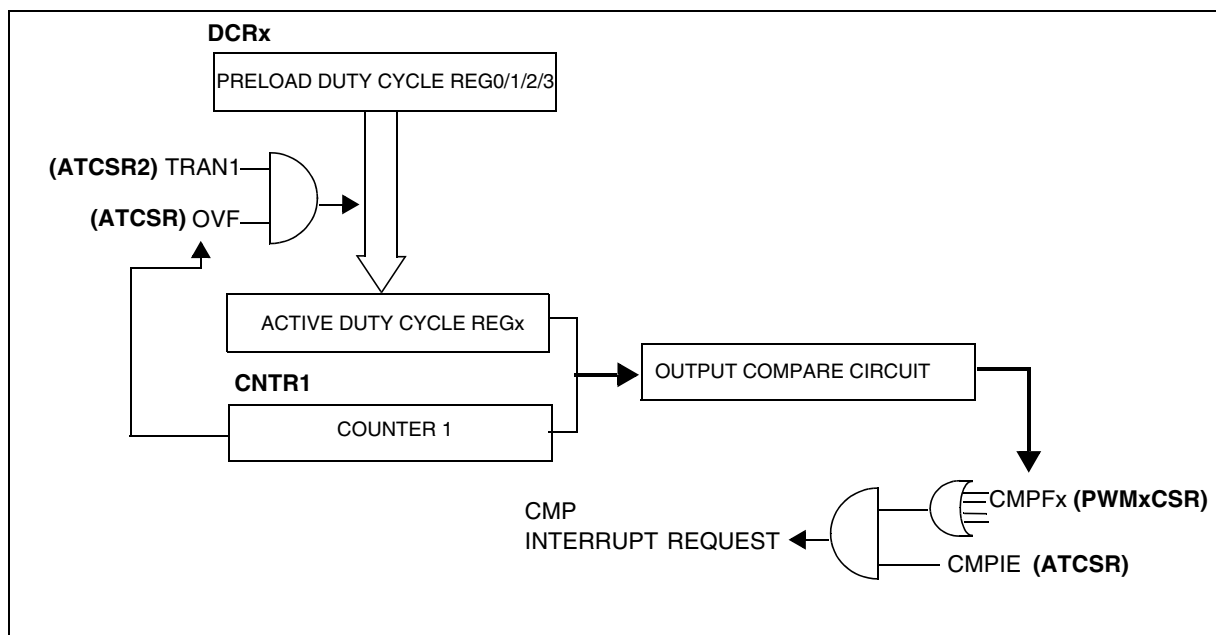 DCRx
PRELOAD DUTY CYCLE REG0/1/2/3
(ATCSR2) TRAN1
(ATCSR) OVF
ACTIVE DUTY CYCLE REGx
CNTR1
COUNTER 1
OUTPUT COMPARE CIRCUIT
CMPFx (PWMxCSR)
CMP
INTERRUPT REQUEST
CMPIE (ATCSR)